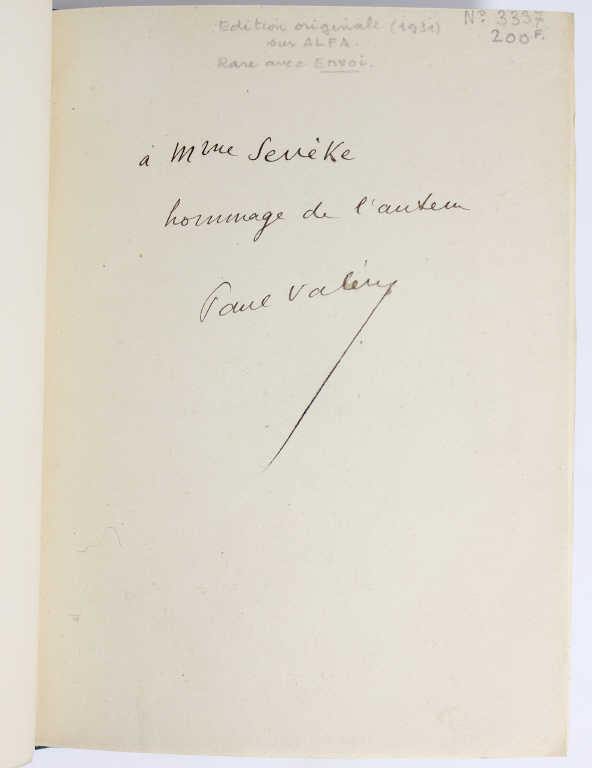 Edition originale (1931)
sur ALFA.
Rare avec Envoi.
N° 3337
200 F.
à Mme Sevèke
hommage de l'auteur
Paul Valéry